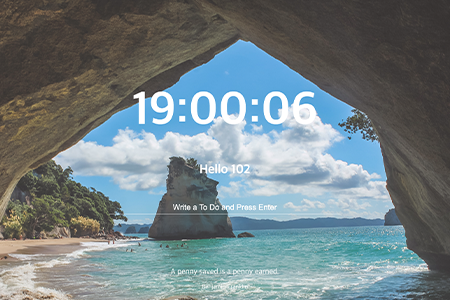 19:00:06
Hello 102
Write a To Do and Press Enter
A penny saved is a penny earned.